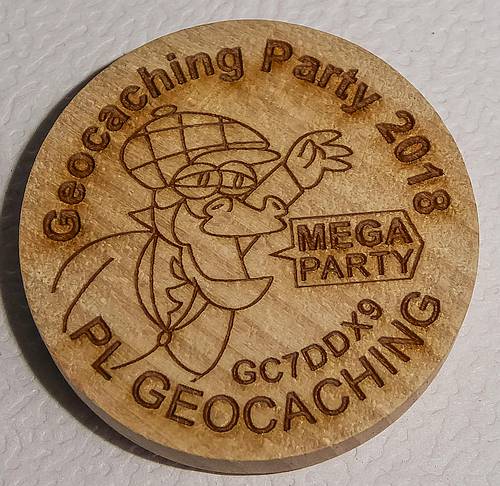 Geocaching Party 2018
MEGA
PARTY
GC7DDX9
PL GEOCACHING